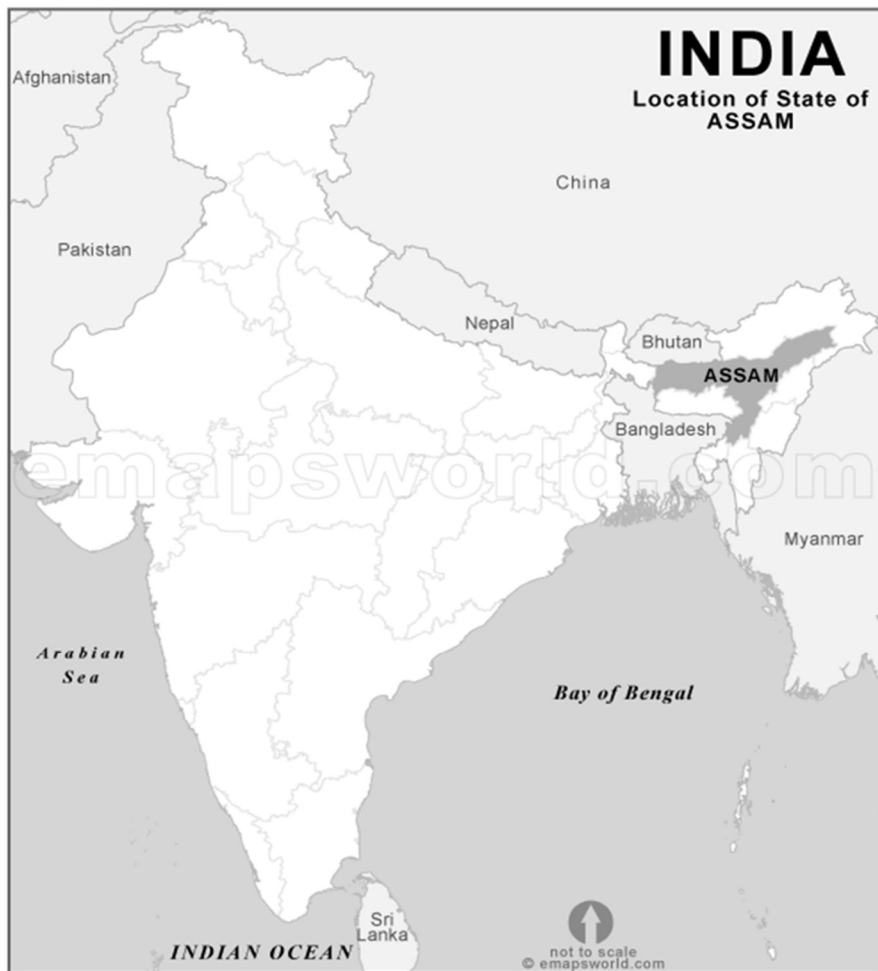 INDIA
Location of State of
ASSAM
Afghanistan
China
Pakistan
Nepal
Bhutan
ASSAM
Bangladesh
emapsworld.com
Myanmar
Arabian
Sea
Bay of Bengal
Sri
Lanka
INDIAN OCEAN
not to scale
© emapsworld.com